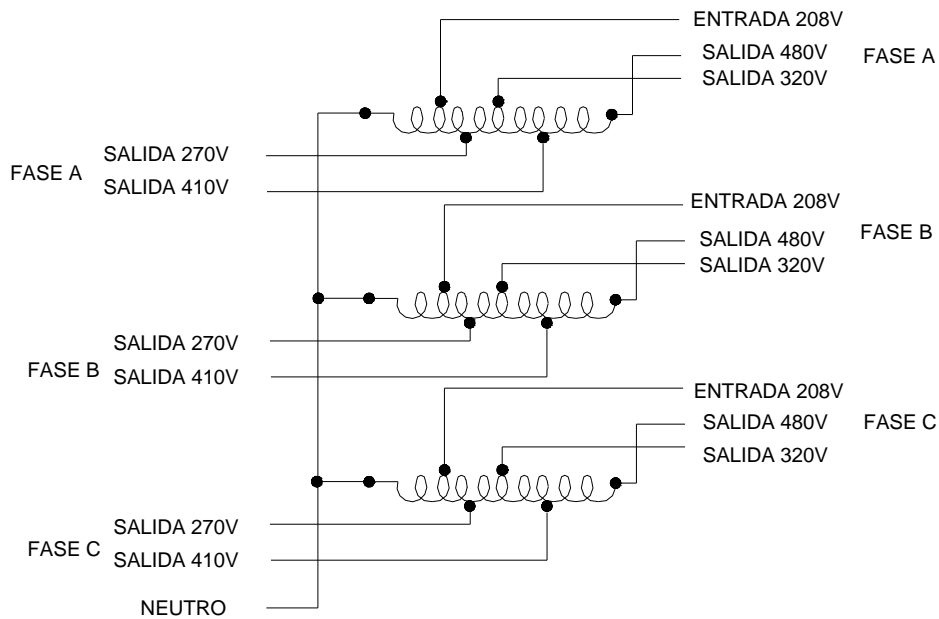 ENTRADA 208V
SALIDA 480V
FASE A
SALIDA 320V
SALIDA 270V
FASE A
SALIDA 410V
ENTRADA 208V
SALIDA 480V
FASE B
SALIDA 320V
SALIDA 270V
FASE B
SALIDA 410V
ENTRADA 208V
SALIDA 480V
FASE C
SALIDA 320V
SALIDA 270V
FASE C
SALIDA 410V
NEUTRO